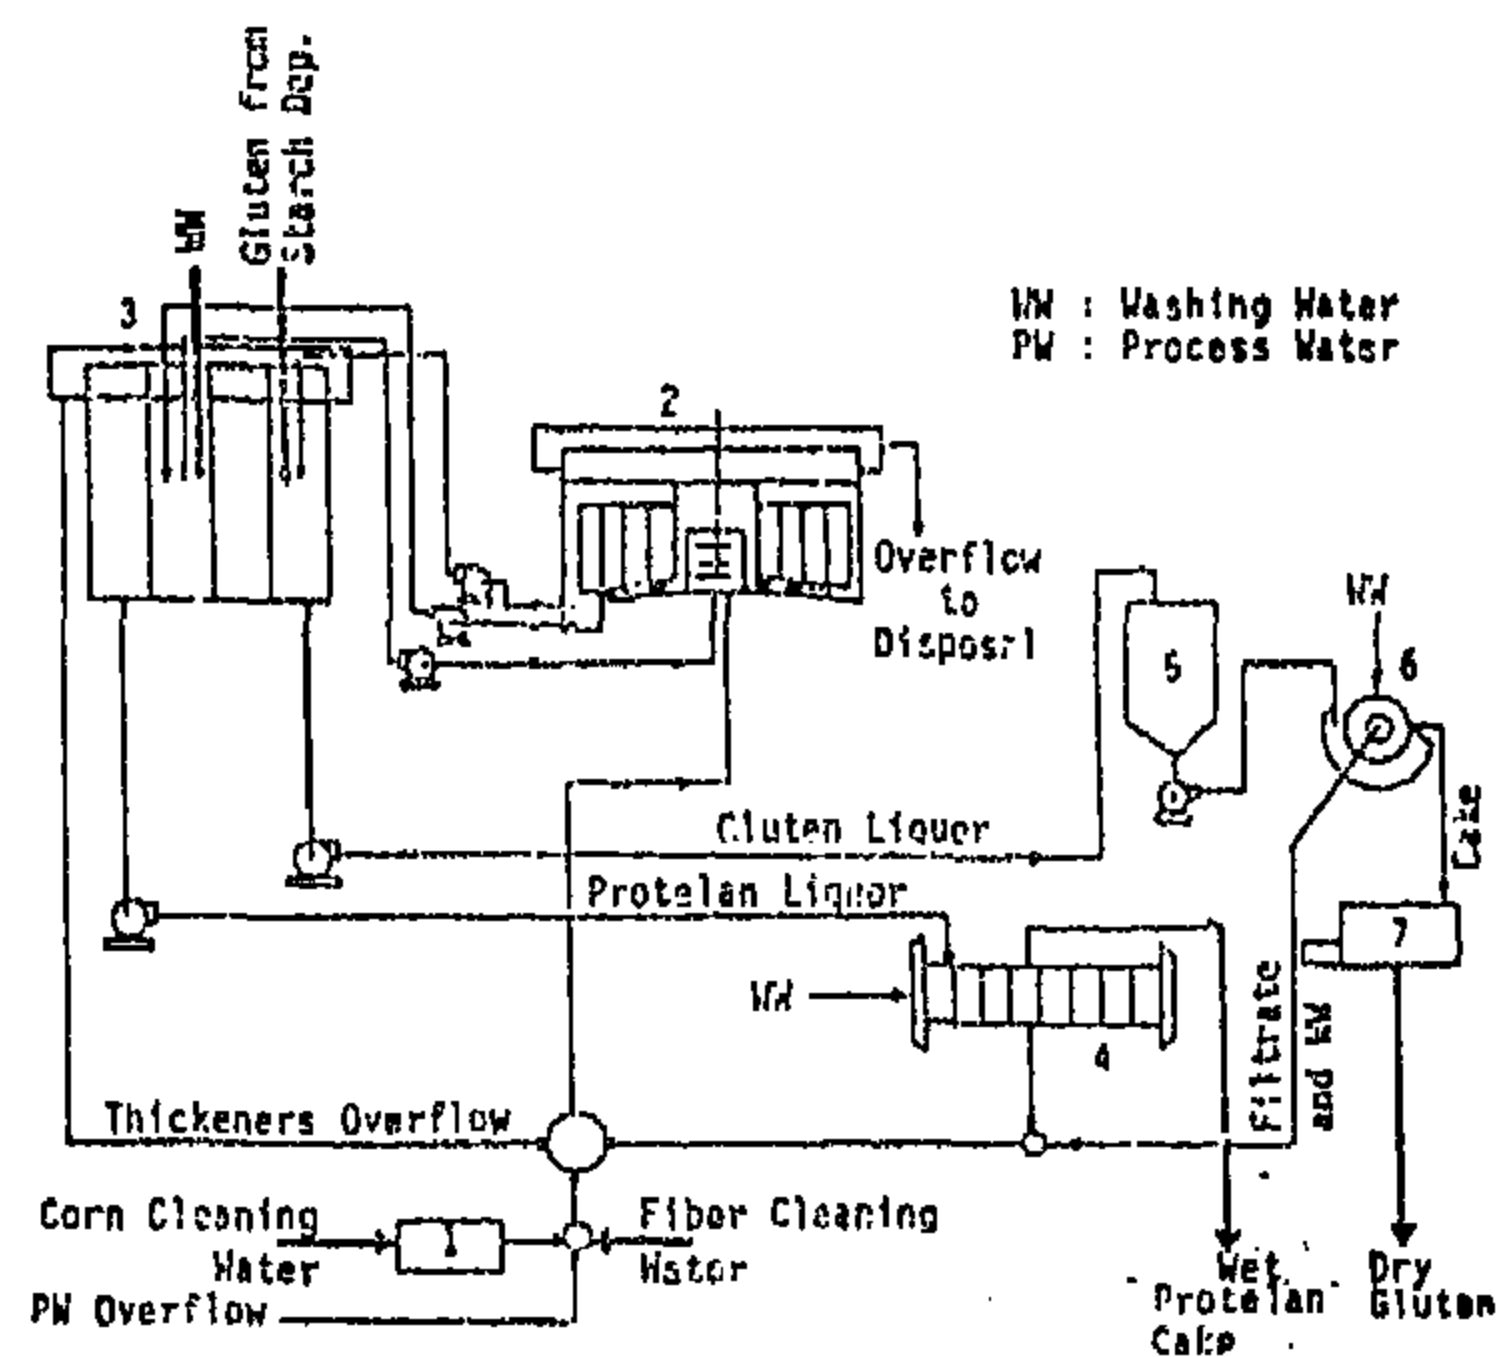 Gluten from
Starch Dep.
WW
3
WW : Washing Water
PW : Process Water
2
Overflow
to
Disposal
5
WW
6
Gluten Liquor
Cake
Protelan Liquor
7
WW
4
Filtrate
and WW
Thickeners Overflow
Corn Cleaning
Water
1
Fiber Cleaning
Water
PW Overflow
Wet
Protelan
Cake
Dry
Gluten